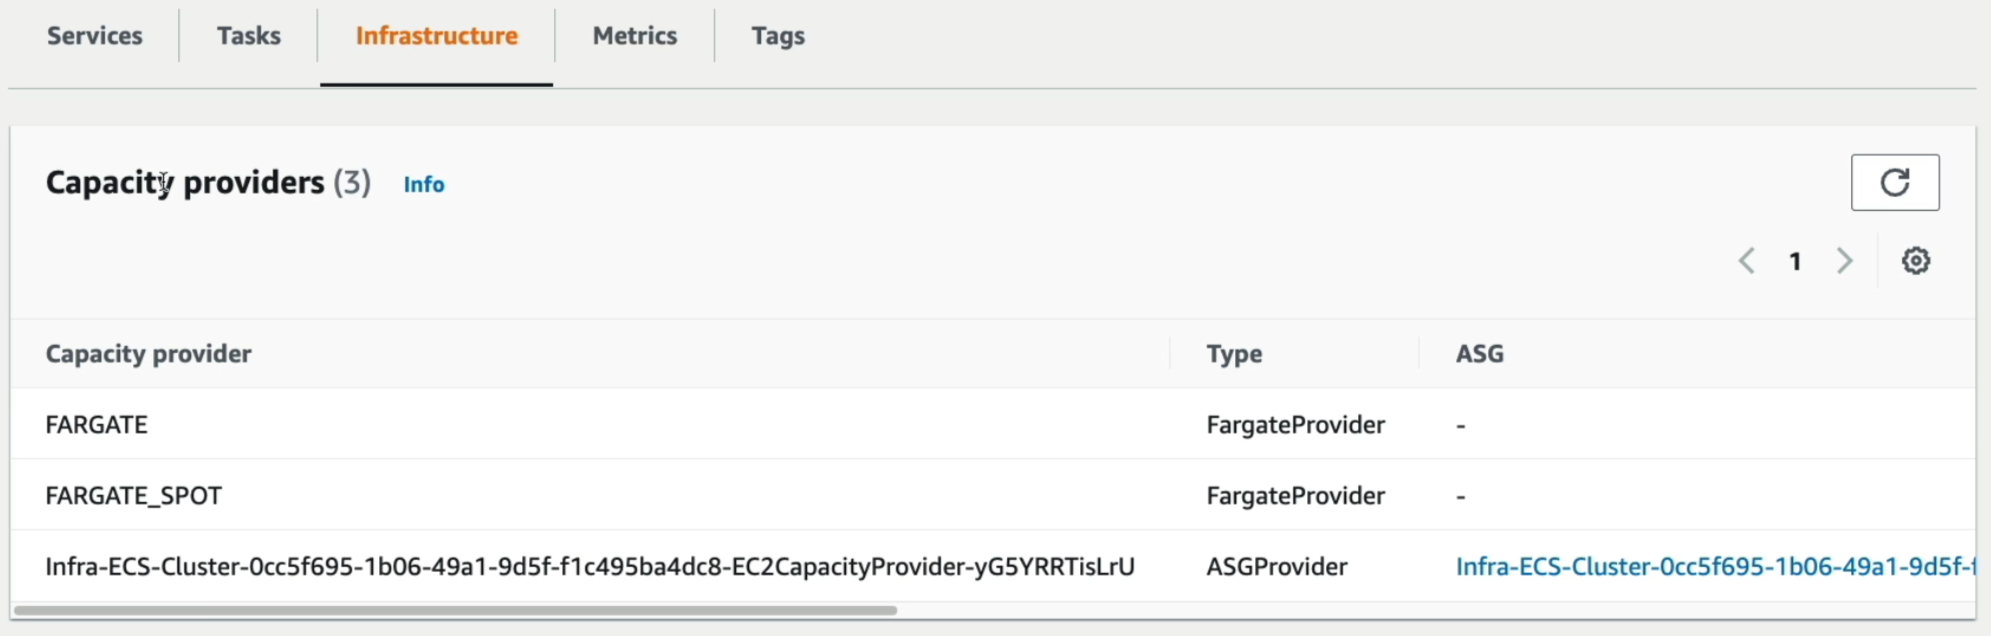 Services Tasks Infrastructure Metrics Tags
Capacity providers (3) Info
1
Capacity provider Type ASG
FARGATE FargateProvider -
FARGATE_SPOT FargateProvider -
Infra-ECS-Cluster-0cc5f695-1b06-49a1-9d5f-f1c495ba4dc8-EC2CapacityProvider-yG5YRRTisLrU ASGProvider Infra-ECS-Cluster-0cc5f695-1b06-49a1-9d5f-